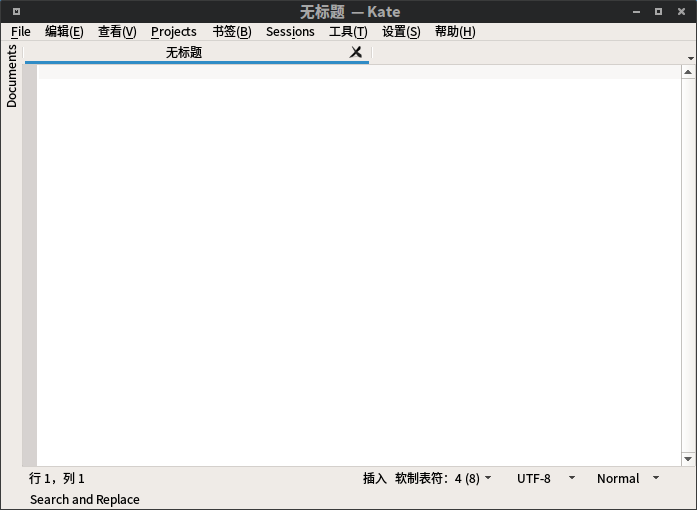 无标题 — Kate
File 编辑(E) 查看(V) Projects 书签(B) Sessions 工具(T) 设置(S) 帮助(H)
无标题
Documents
行 1，列 1 插入 软制表符：4 (8) UTF-8 Normal
Search and Replace